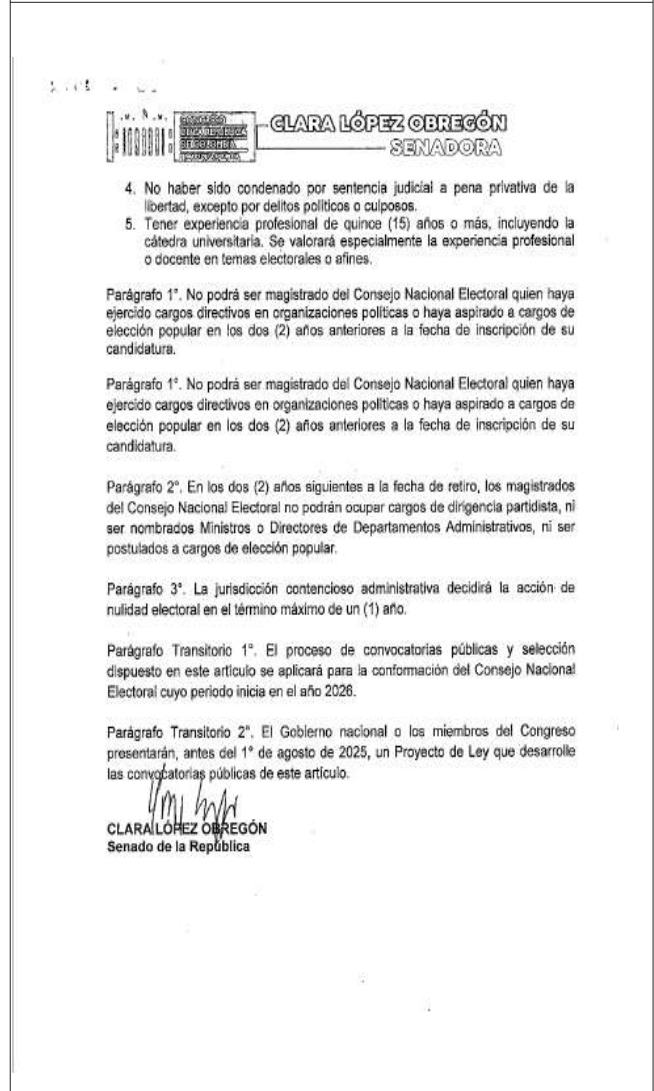 CLARA LÓPEZ OBREGÓN
SENADORA
4. No haber sido condenado por sentencia judicial a pena privativa de la
libertad, excepto por delitos políticos o culposos.
5. Tener experiencia profesional de quince (15) años o más, incluyendo la
cátedra universitaria. Se valorará especialmente la experiencia profesional
o docente en temas electorales o afines.
Parágrafo 1°. No podrá ser magistrado del Consejo Nacional Electoral quien haya
ejercido cargos directivos en organizaciones políticas o haya aspirado a cargos de
elección popular en los dos (2) años anteriores a la fecha de inscripción de su
candidatura.
Parágrafo 1°. No podrá ser magistrado del Consejo Nacional Electoral quien haya
ejercido cargos directivos en organizaciones políticas o haya aspirado a cargos de
elección popular en los dos (2) años anteriores a la fecha de inscripción de su
candidatura.
Parágrafo 2°. En los dos (2) años siguientes a la fecha de retiro, los magistrados
del Consejo Nacional Electoral no podrán ocupar cargos de dirigencia partidista, ni
ser nombrados Ministros o Directores de Departamentos Administrativos, ni ser
postulados a cargos de elección popular.
Parágrafo 3°. La jurisdicción contencioso administrativa decidirá la acción de
nulidad electoral en el término máximo de un (1) año.
Parágrafo Transitorio 1°. El proceso de convocatorias públicas y selección
dispuesto en este artículo se aplicará para la conformación del Consejo Nacional
Electoral cuyo periodo inicia en el año 2026.
Parágrafo Transitorio 2°. El Gobierno nacional o los miembros del Congreso
presentarán, antes del 1° de agosto de 2025, un Proyecto de Ley que desarrolle
las convocatorias públicas de este artículo.
CLARA LÓPEZ OBREGÓN
Senado de la República